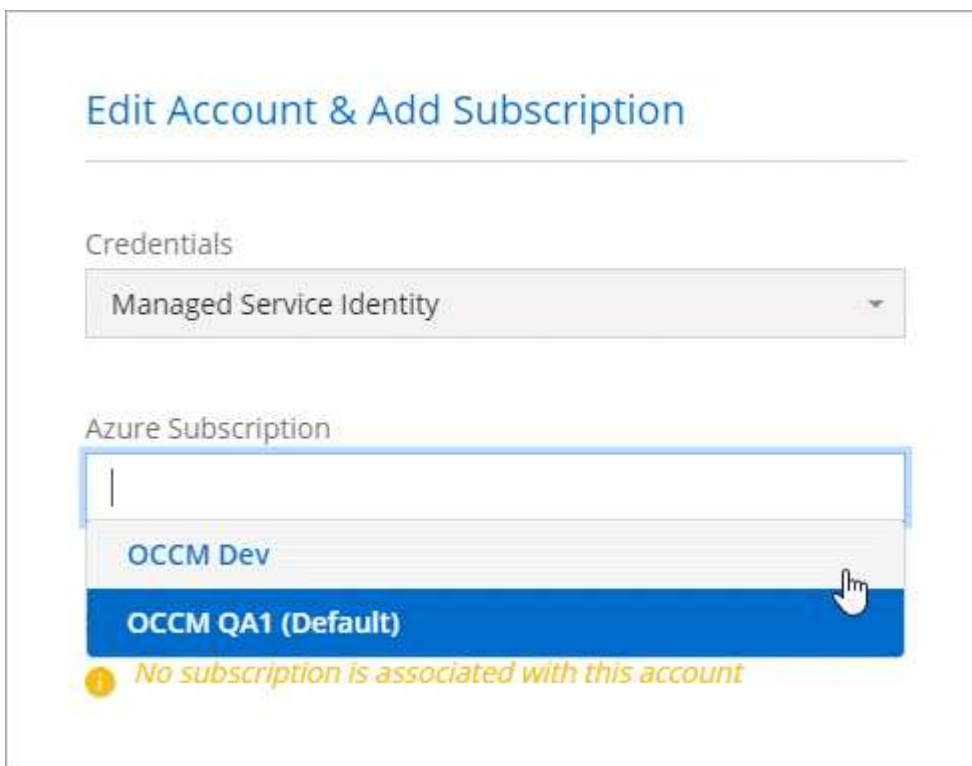 Edit Account & Add Subscription
Credentials
Managed Service Identity
Azure Subscription
OCCM Dev
OCCM QA1 (Default)
No subscription is associated with this account